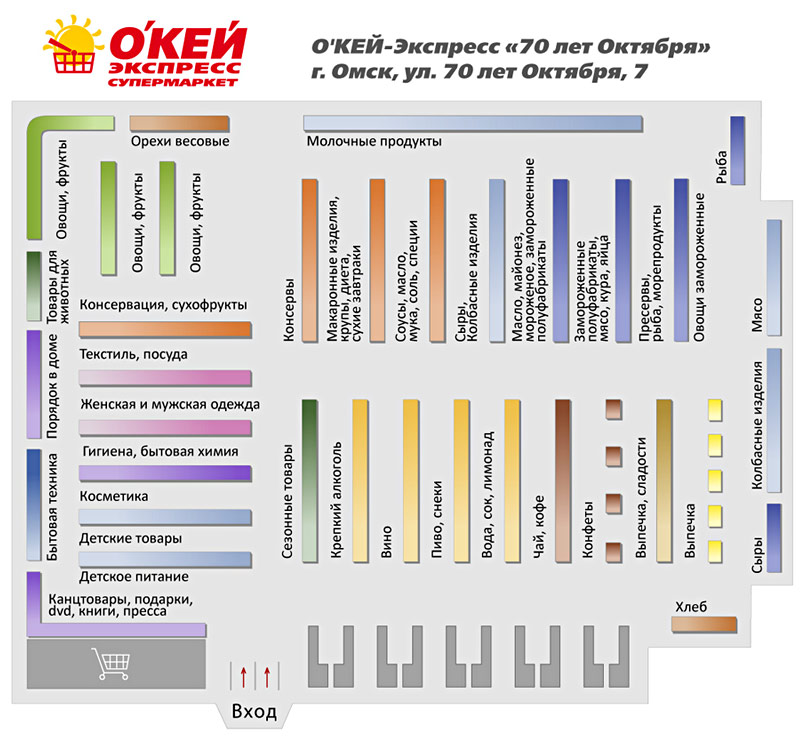 О'КЕЙ
ЭКСПРЕСС
СУПЕРМАРКЕТ
О'КЕЙ-Экспресс «70 лет Октября»
г. Омск, ул. 70 лет Октября, 7
Овощи, фрукты
Орехи весовые
Овощи, фрукты
Овощи, фрукты
Молочные продукты
Рыба
Товары для
животных
Порядок в доме
Бытовая техника
Консервация, сухофрукты
Текстиль, посуда
Женская и мужская одежда
Гигиена, бытовая химия
Косметика
Детские товары
Детское питание
Канцтовары, подарки,
dvd, книги, пресса
Консервы
Макаронные изделия,
крупы, диета,
сухие завтраки
Соусы, масло,
мука, соль, специи
Сыры,
Колбасные изделия
Масло, майонез,
мороженое, замороженные
полуфабрикаты
Замороженные
полуфабрикаты,
мясо, кура, яйца
Пресервы,
рыба, морепродукты
Овощи замороженные
Мясо
Колбасные изделия
Сыры
Сезонные товары
Крепкий алкоголь
Вино
Пиво, снеки
Вода, сок, лимонад
Чай, кофе
Конфеты
Выпечка, сладости
Выпечка
Хлеб
Вход